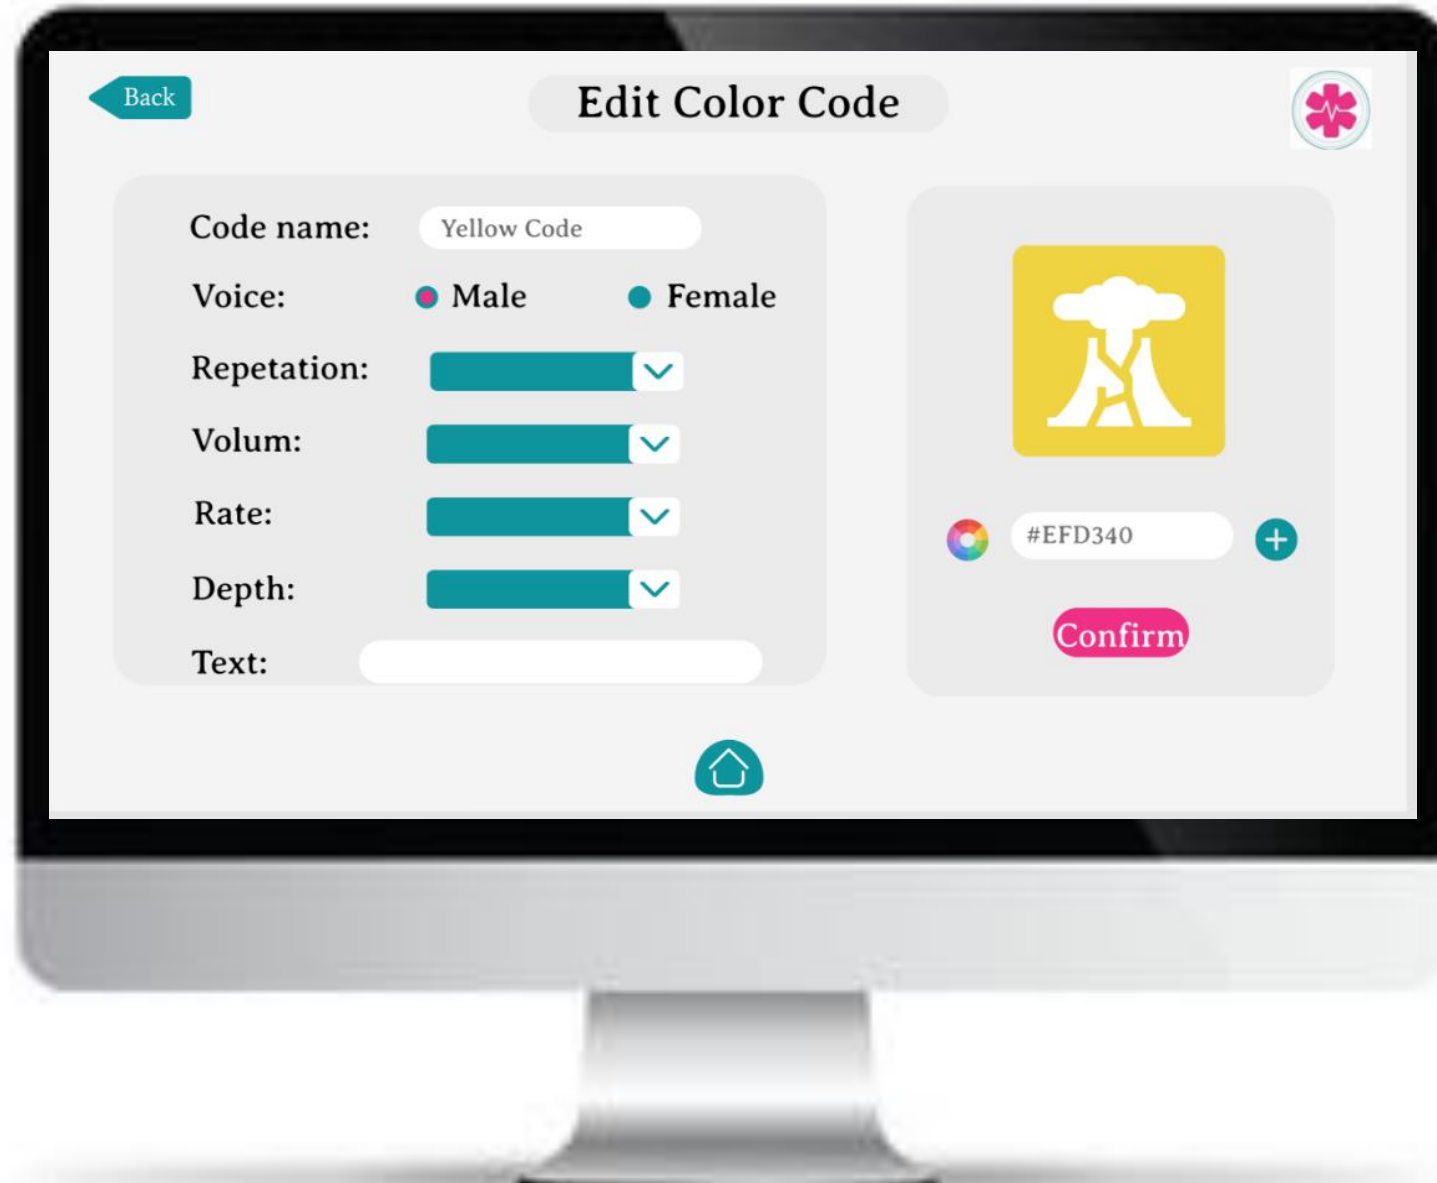 Back
Edit Color Code
Code name: Yellow Code
Voice: Male Female
Repetation:
Volum:
Rate:
Depth:
Text:
#EFD340
Confirm